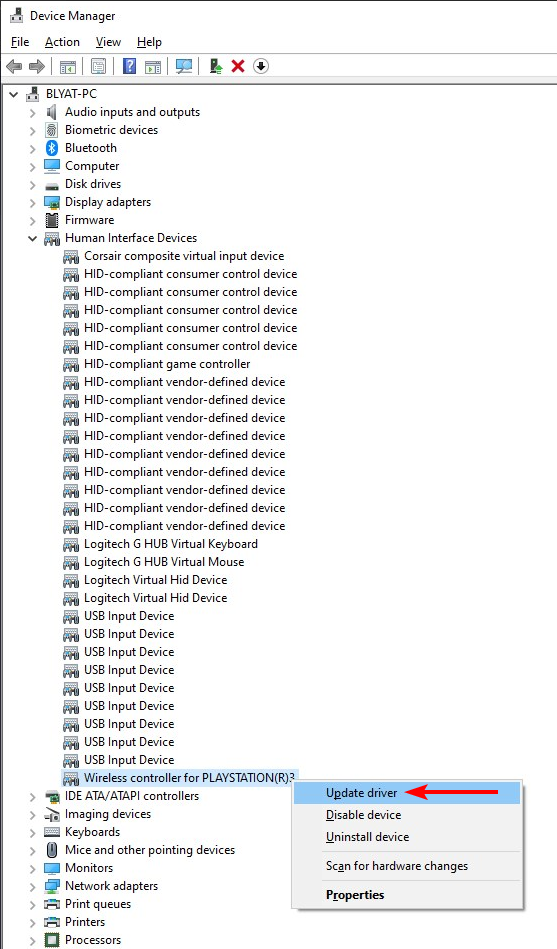 Device Manager
File Action View Help
BLYAT-PC
Audio inputs and outputs
Biometric devices
Bluetooth
Computer
Disk drives
Display adapters
Firmware
Human Interface Devices
Corsair composite virtual input device
HID-compliant consumer control device
HID-compliant consumer control device
HID-compliant consumer control device
HID-compliant consumer control device
HID-compliant consumer control device
HID-compliant game controller
HID-compliant vendor-defined device
HID-compliant vendor-defined device
HID-compliant vendor-defined device
HID-compliant vendor-defined device
HID-compliant vendor-defined device
HID-compliant vendor-defined device
HID-compliant vendor-defined device
HID-compliant vendor-defined device
HID-compliant vendor-defined device
Logitech G HUB Virtual Keyboard
Logitech G HUB Virtual Mouse
Logitech Virtual Hid Device
Logitech Virtual Hid Device
USB Input Device
USB Input Device
USB Input Device
USB Input Device
USB Input Device
USB Input Device
USB Input Device
USB Input Device
USB Input Device
Wireless controller for PLAYSTATION(R)3
Update driver
Disable device
Uninstall device
Scan for hardware changes
Properties
IDE ATA/ATAPI controllers
Imaging devices
Keyboards
Mice and other pointing devices
Monitors
Network adapters
Print queues
Printers
Processors